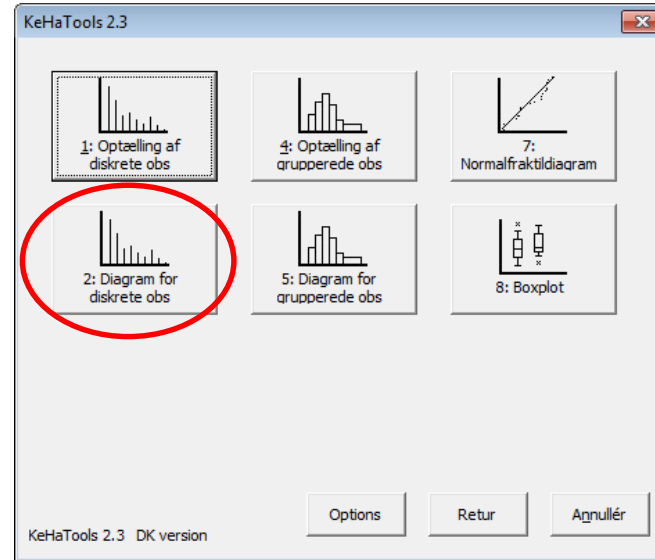 KeHaTools 2.3
1: Optælling af
diskrete obs
4: Optælling af
grupperede obs
7:
Normalfraktildiagram
2: Diagram for
diskrete obs
5: Diagram for
grupperede obs
8: Boxplot
Options
Retur
Annullér
KeHaTools 2.3 DK version